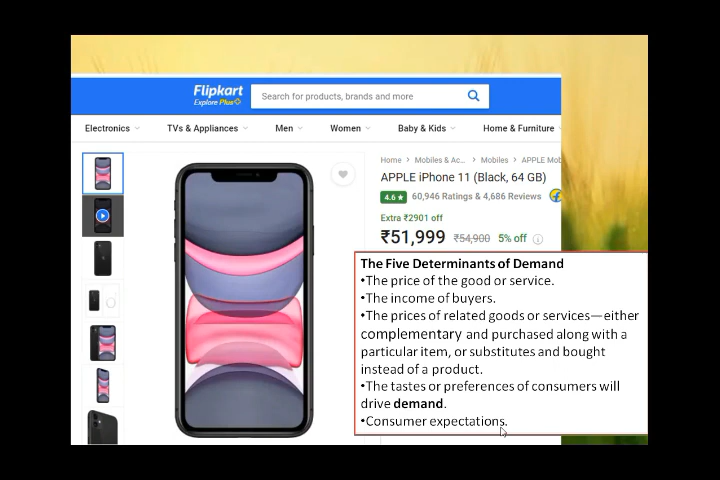 Flipkart
Explore Plus
Search for products, brands and more
Electronics TVs & Appliances Men Women Baby & Kids Home & Furniture
Home > Mobiles & Ac... > Mobiles > APPLE Mob
APPLE iPhone 11 (Black, 64 GB)
4.6★ 60,946 Ratings & 4,686 Reviews
Extra ₹2901 off
₹51,999 ₹54,900 5% off
The Five Determinants of Demand
•The price of the good or service.
•The income of buyers.
•The prices of related goods or services—either
complementary and purchased along with a
particular item, or substitutes and bought
instead of a product.
•The tastes or preferences of consumers will
drive demand.
•Consumer expectations.